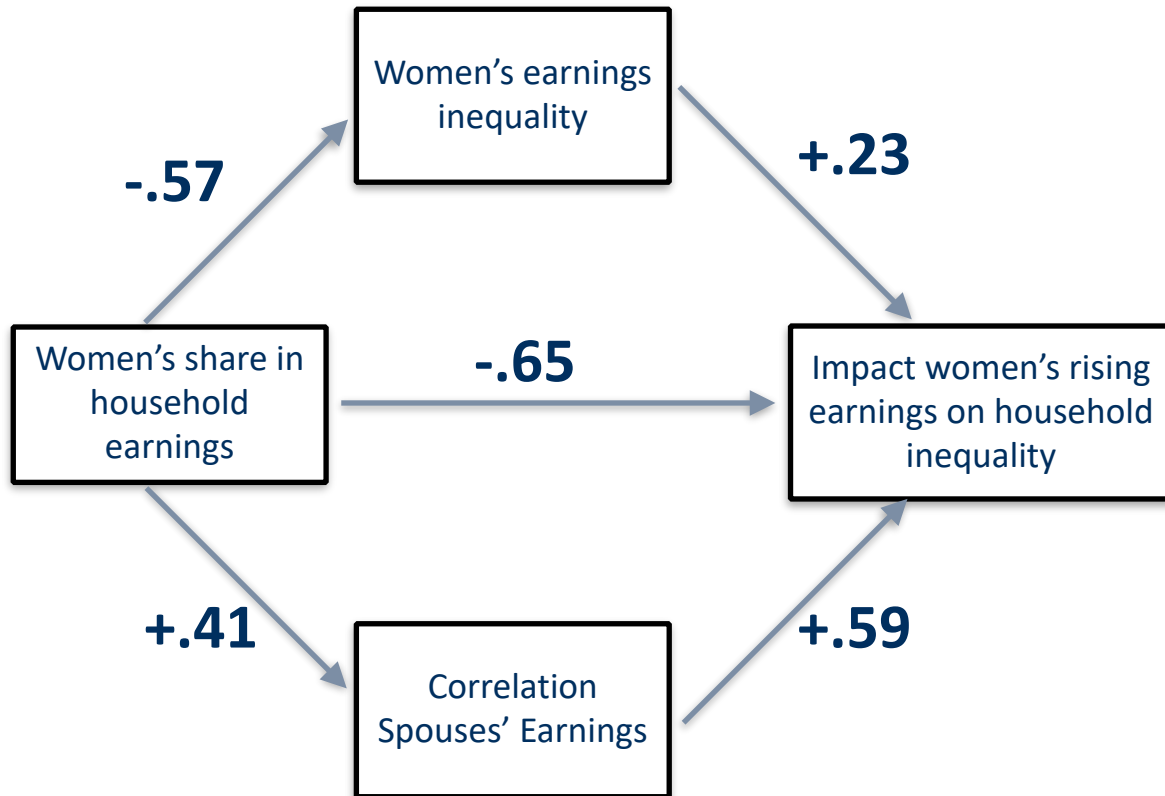 Women’s earnings
inequality
-.57
+.23
Women’s share in
household
earnings
-.65
Impact women’s rising
earnings on household
inequality
+.41
+.59
Correlation
Spouses’ Earnings